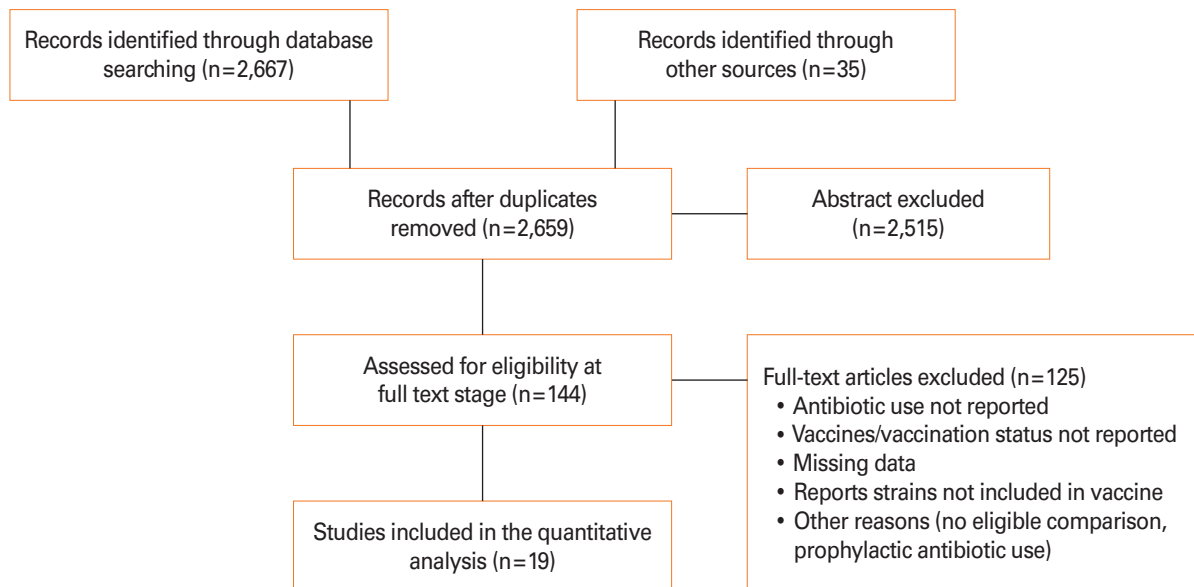 Records identified through database
searching (n=2,667)
Records identified through
other sources (n=35)
Records after duplicates
removed (n=2,659)
Abstract excluded
(n=2,515)
Assessed for eligibility at
full text stage (n=144)
Full-text articles excluded (n=125)
• Antibiotic use not reported
• Vaccines/vaccination status not reported
• Missing data
• Reports strains not included in vaccine
• Other reasons (no eligible comparison,
prophylactic antibiotic use)
Studies included in the quantitative
analysis (n=19)